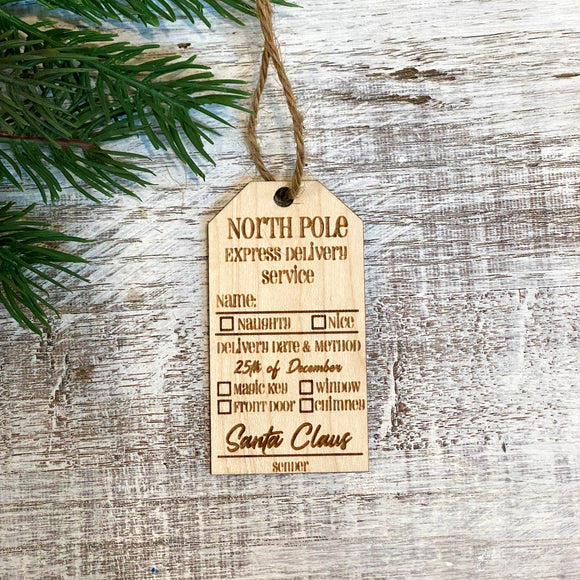 North Pole
Express Delivery
Service
Name:
☐ Naughty ☐ Nice
Delivery Date & Method
25th of December
☐ Magic Key ☐ Window
☐ Front Door ☐ Chimney
Santa Claus
Sender